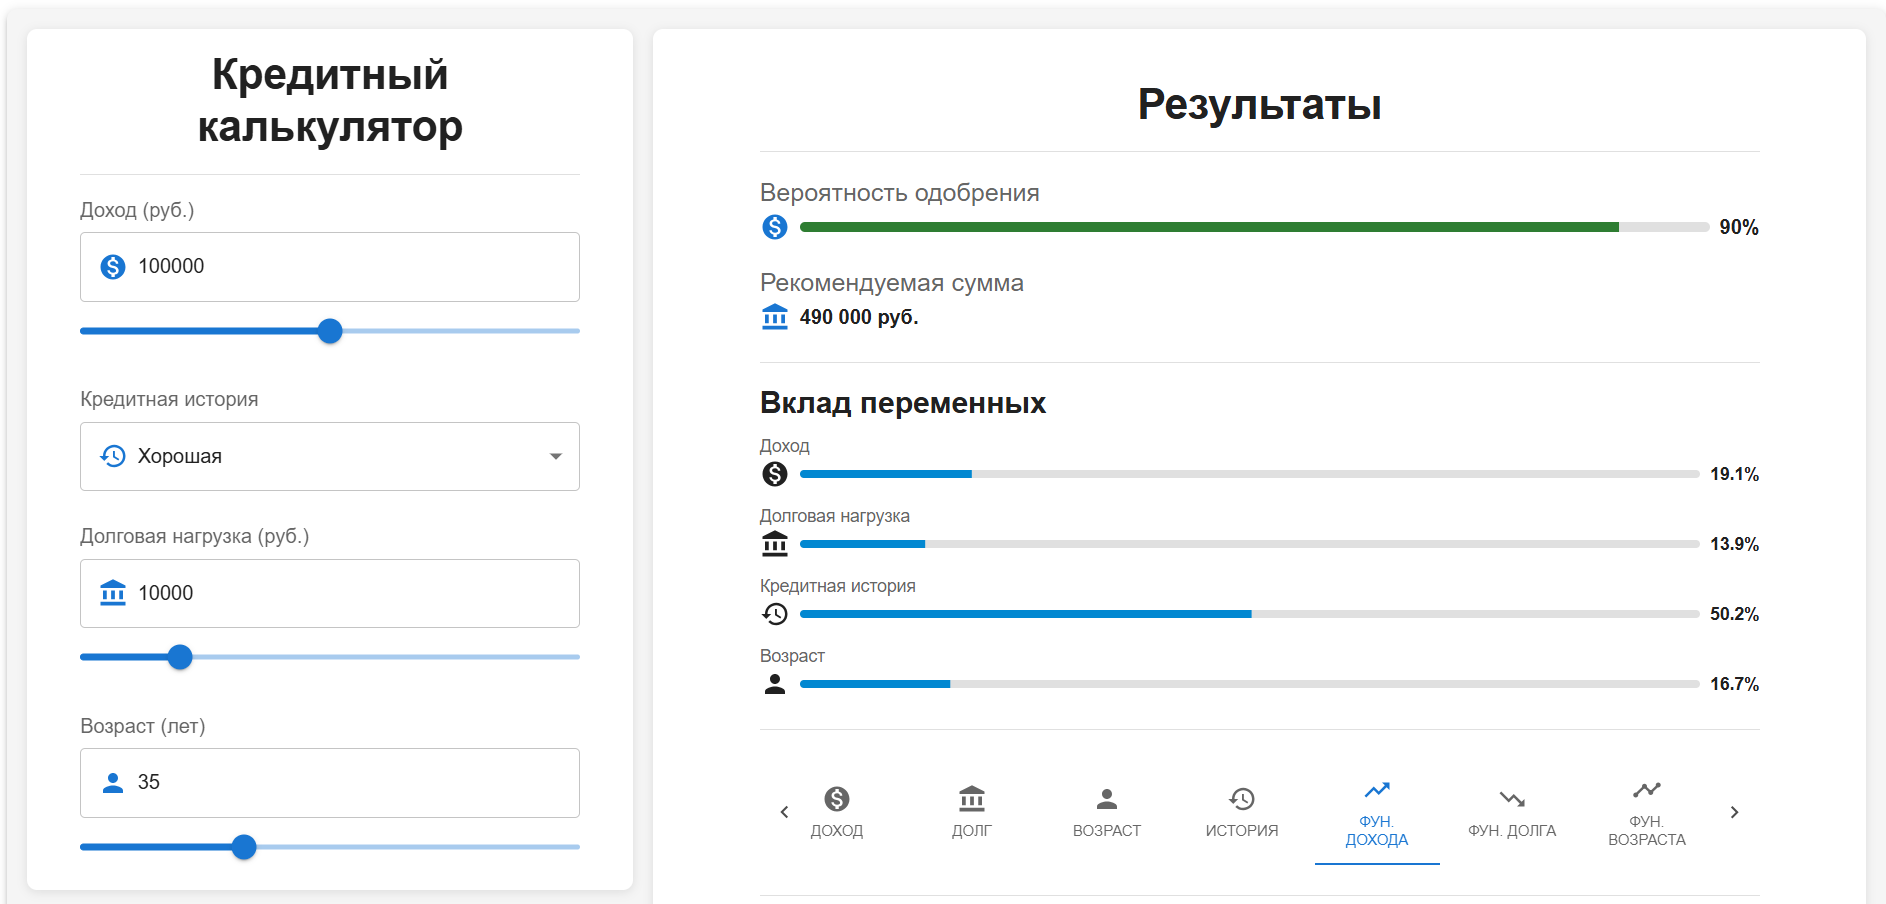 Кредитный
калькулятор
Доход (руб.)
100000
Кредитная история
Хорошая
Долговая нагрузка (руб.)
10000
Возраст (лет)
35
Результаты
Вероятность одобрения
90%
Рекомендуемая сумма
490 000 руб.
Вклад переменных
Доход
19.1%
Долговая нагрузка
13.9%
Кредитная история
50.2%
Возраст
16.7%
ДОХОД
ДОЛГ
ВОЗРАСТ
ИСТОРИЯ
ФУН.
ДОХОДА
ФУН. ДОЛГА
ФУН.
ВОЗРАСТА